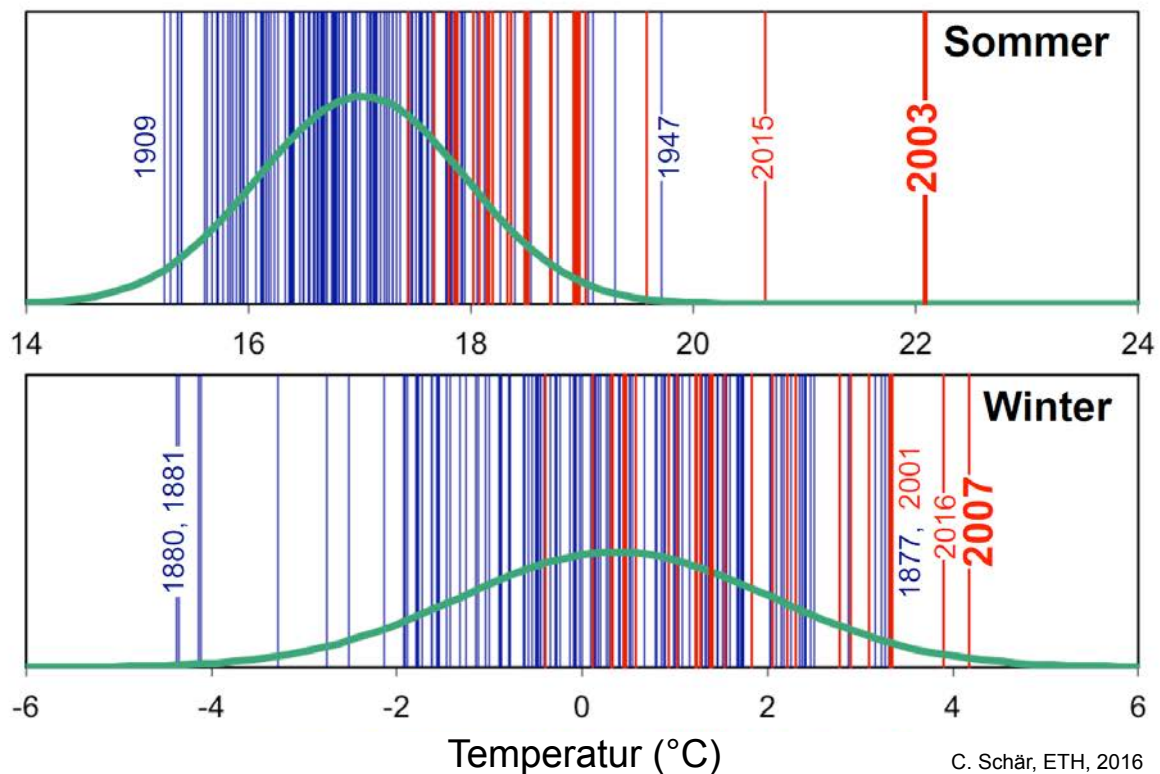 Sommer
1909
1947
2015
2003
14 16 18 20 22 24
Winter
1880, 1881
1877, 2001
2016
2007
-6 -4 -2 0 2 4 6
Temperatur (°C)
C. Schär, ETH, 2016